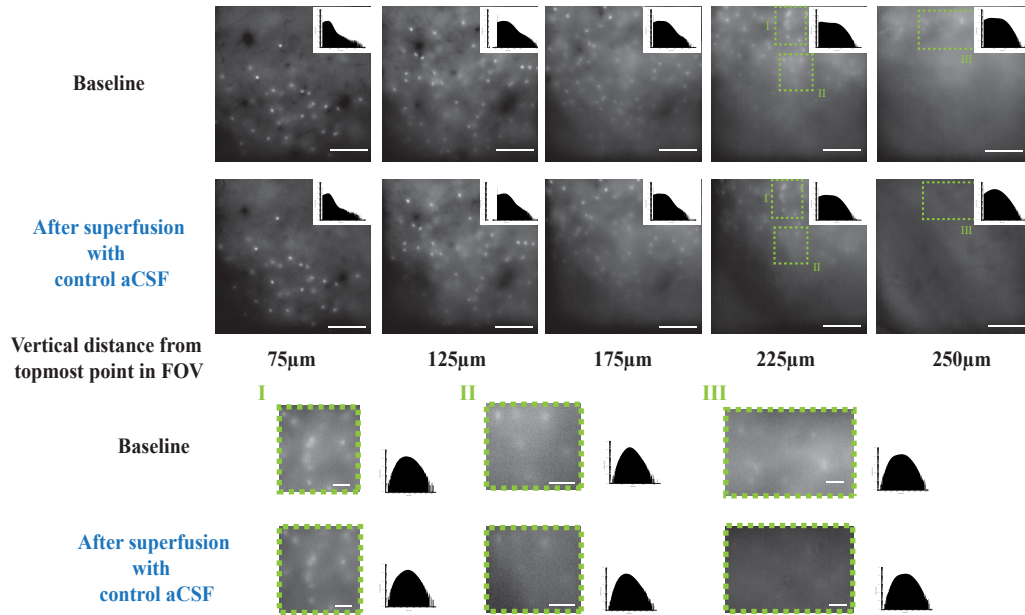 Baseline
I
II
III
After superfusion
with
control aCSF
I
II
III
Vertical distance from
topmost point in FOV
75µm
125µm
175µm
225µm
250µm
I
II
III
Baseline
After superfusion
with
control aCSF